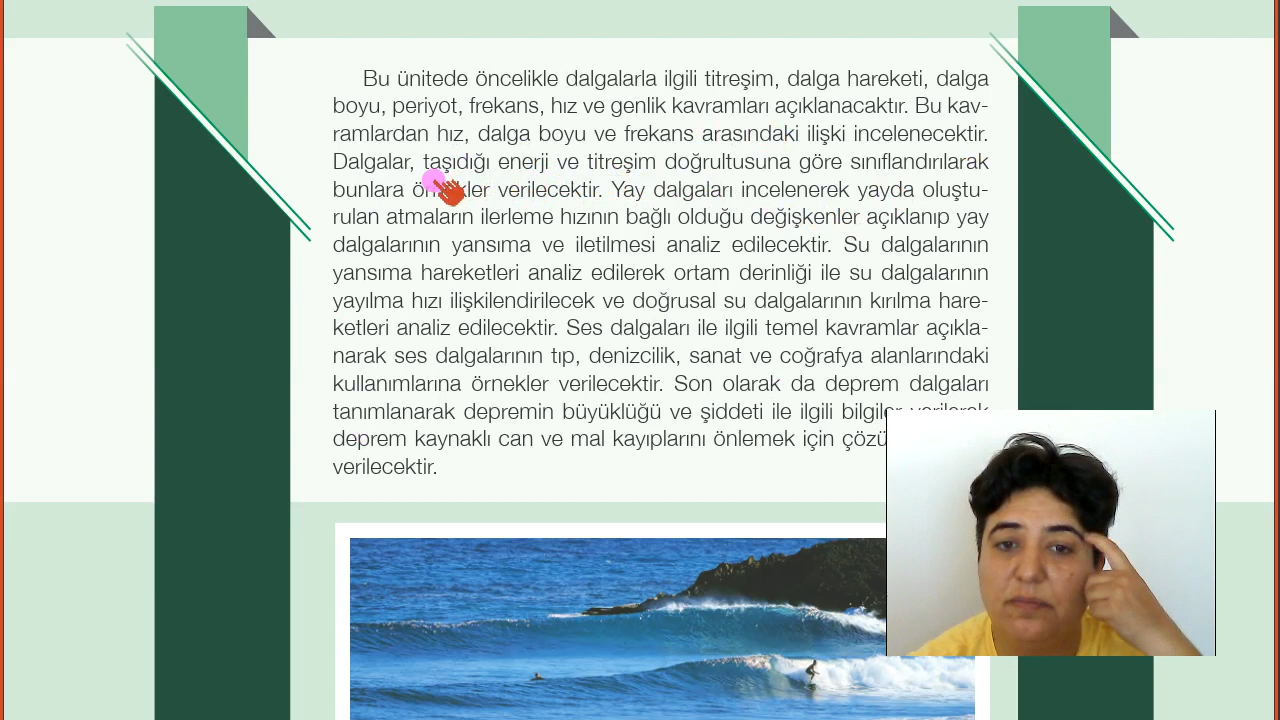 Bu ünitede öncelikle dalgalarla ilgili titreşim, dalga hareketi, dalga
boyu, periyot, frekans, hız ve genlik kavramları açıklanacaktır. Bu kav-
ramlardan hız, dalga boyu ve frekans arasındaki ilişki incelenecektir.
Dalgalar, taşıdığı enerji ve titreşim doğrultusuna göre sınıflandırılarak
bunlara örnekler verilecektir. Yay dalgaları incelenerek yayda oluştu-
rulan atmaların ilerleme hızının bağlı olduğu değişkenler açıklanıp yay
dalgalarının yansıma ve iletilmesi analiz edilecektir. Su dalgalarının
yansıma hareketleri analiz edilerek ortam derinliği ile su dalgalarının
yayılma hızı ilişkilendirilecek ve doğrusal su dalgalarının kırılma hare-
ketleri analiz edilecektir. Ses dalgaları ile ilgili temel kavramlar açıkla-
narak ses dalgalarının tıp, denizcilik, sanat ve coğrafya alanlarındaki
kullanımlarına örnekler verilecektir. Son olarak da deprem dalgaları
tanımlanarak depremin büyüklüğü ve şiddeti ile ilgili bilgiler verilerek
deprem kaynaklı can ve mal kayıplarını önlemek için
verilecektir.